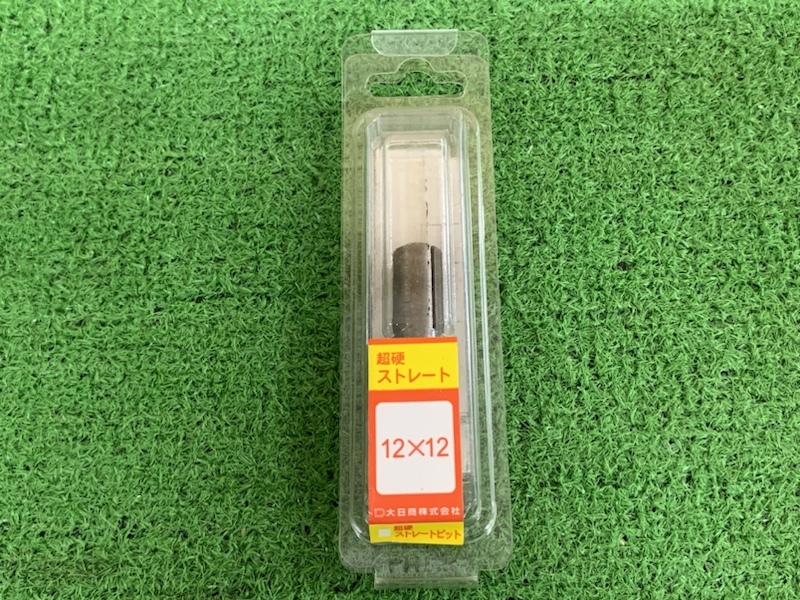 超硬
ストレート
12×12
大日商株式会社
超硬
ストレートビット